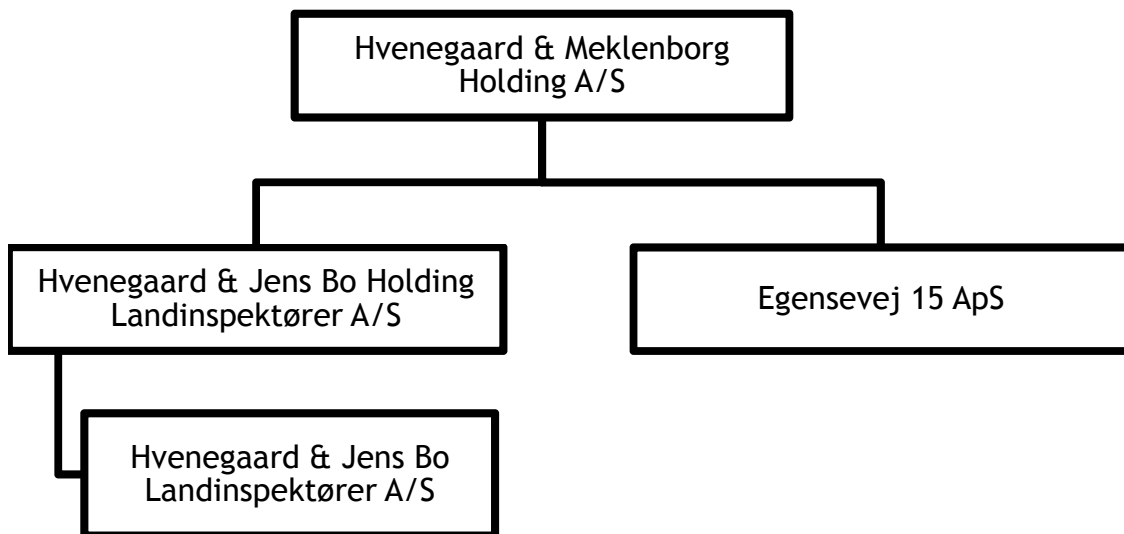 Hvenegaard & Meklenborg
Holding A/S
Hvenegaard & Jens Bo Holding
Landinspektører A/S
Egensevej 15 ApS
Hvenegaard & Jens Bo
Landinspektører A/S